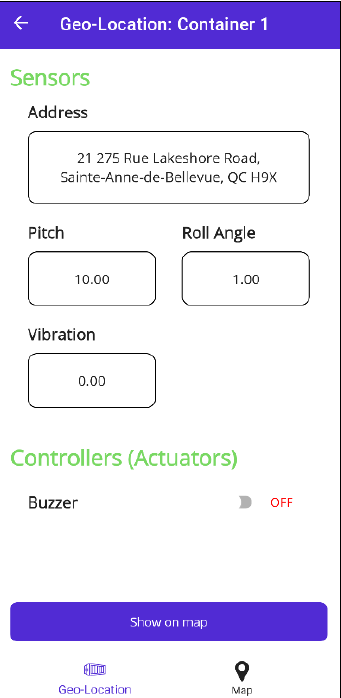 Geo-Location: Container 1
Sensors
Address
21 275 Rue Lakeshore Road,
Sainte-Anne-de-Bellevue, QC H9X
Pitch
Roll Angle
10.00
1.00
Vibration
0.00
Controllers (Actuators)
Buzzer
OFF
Show on map
Geo-Location
Map